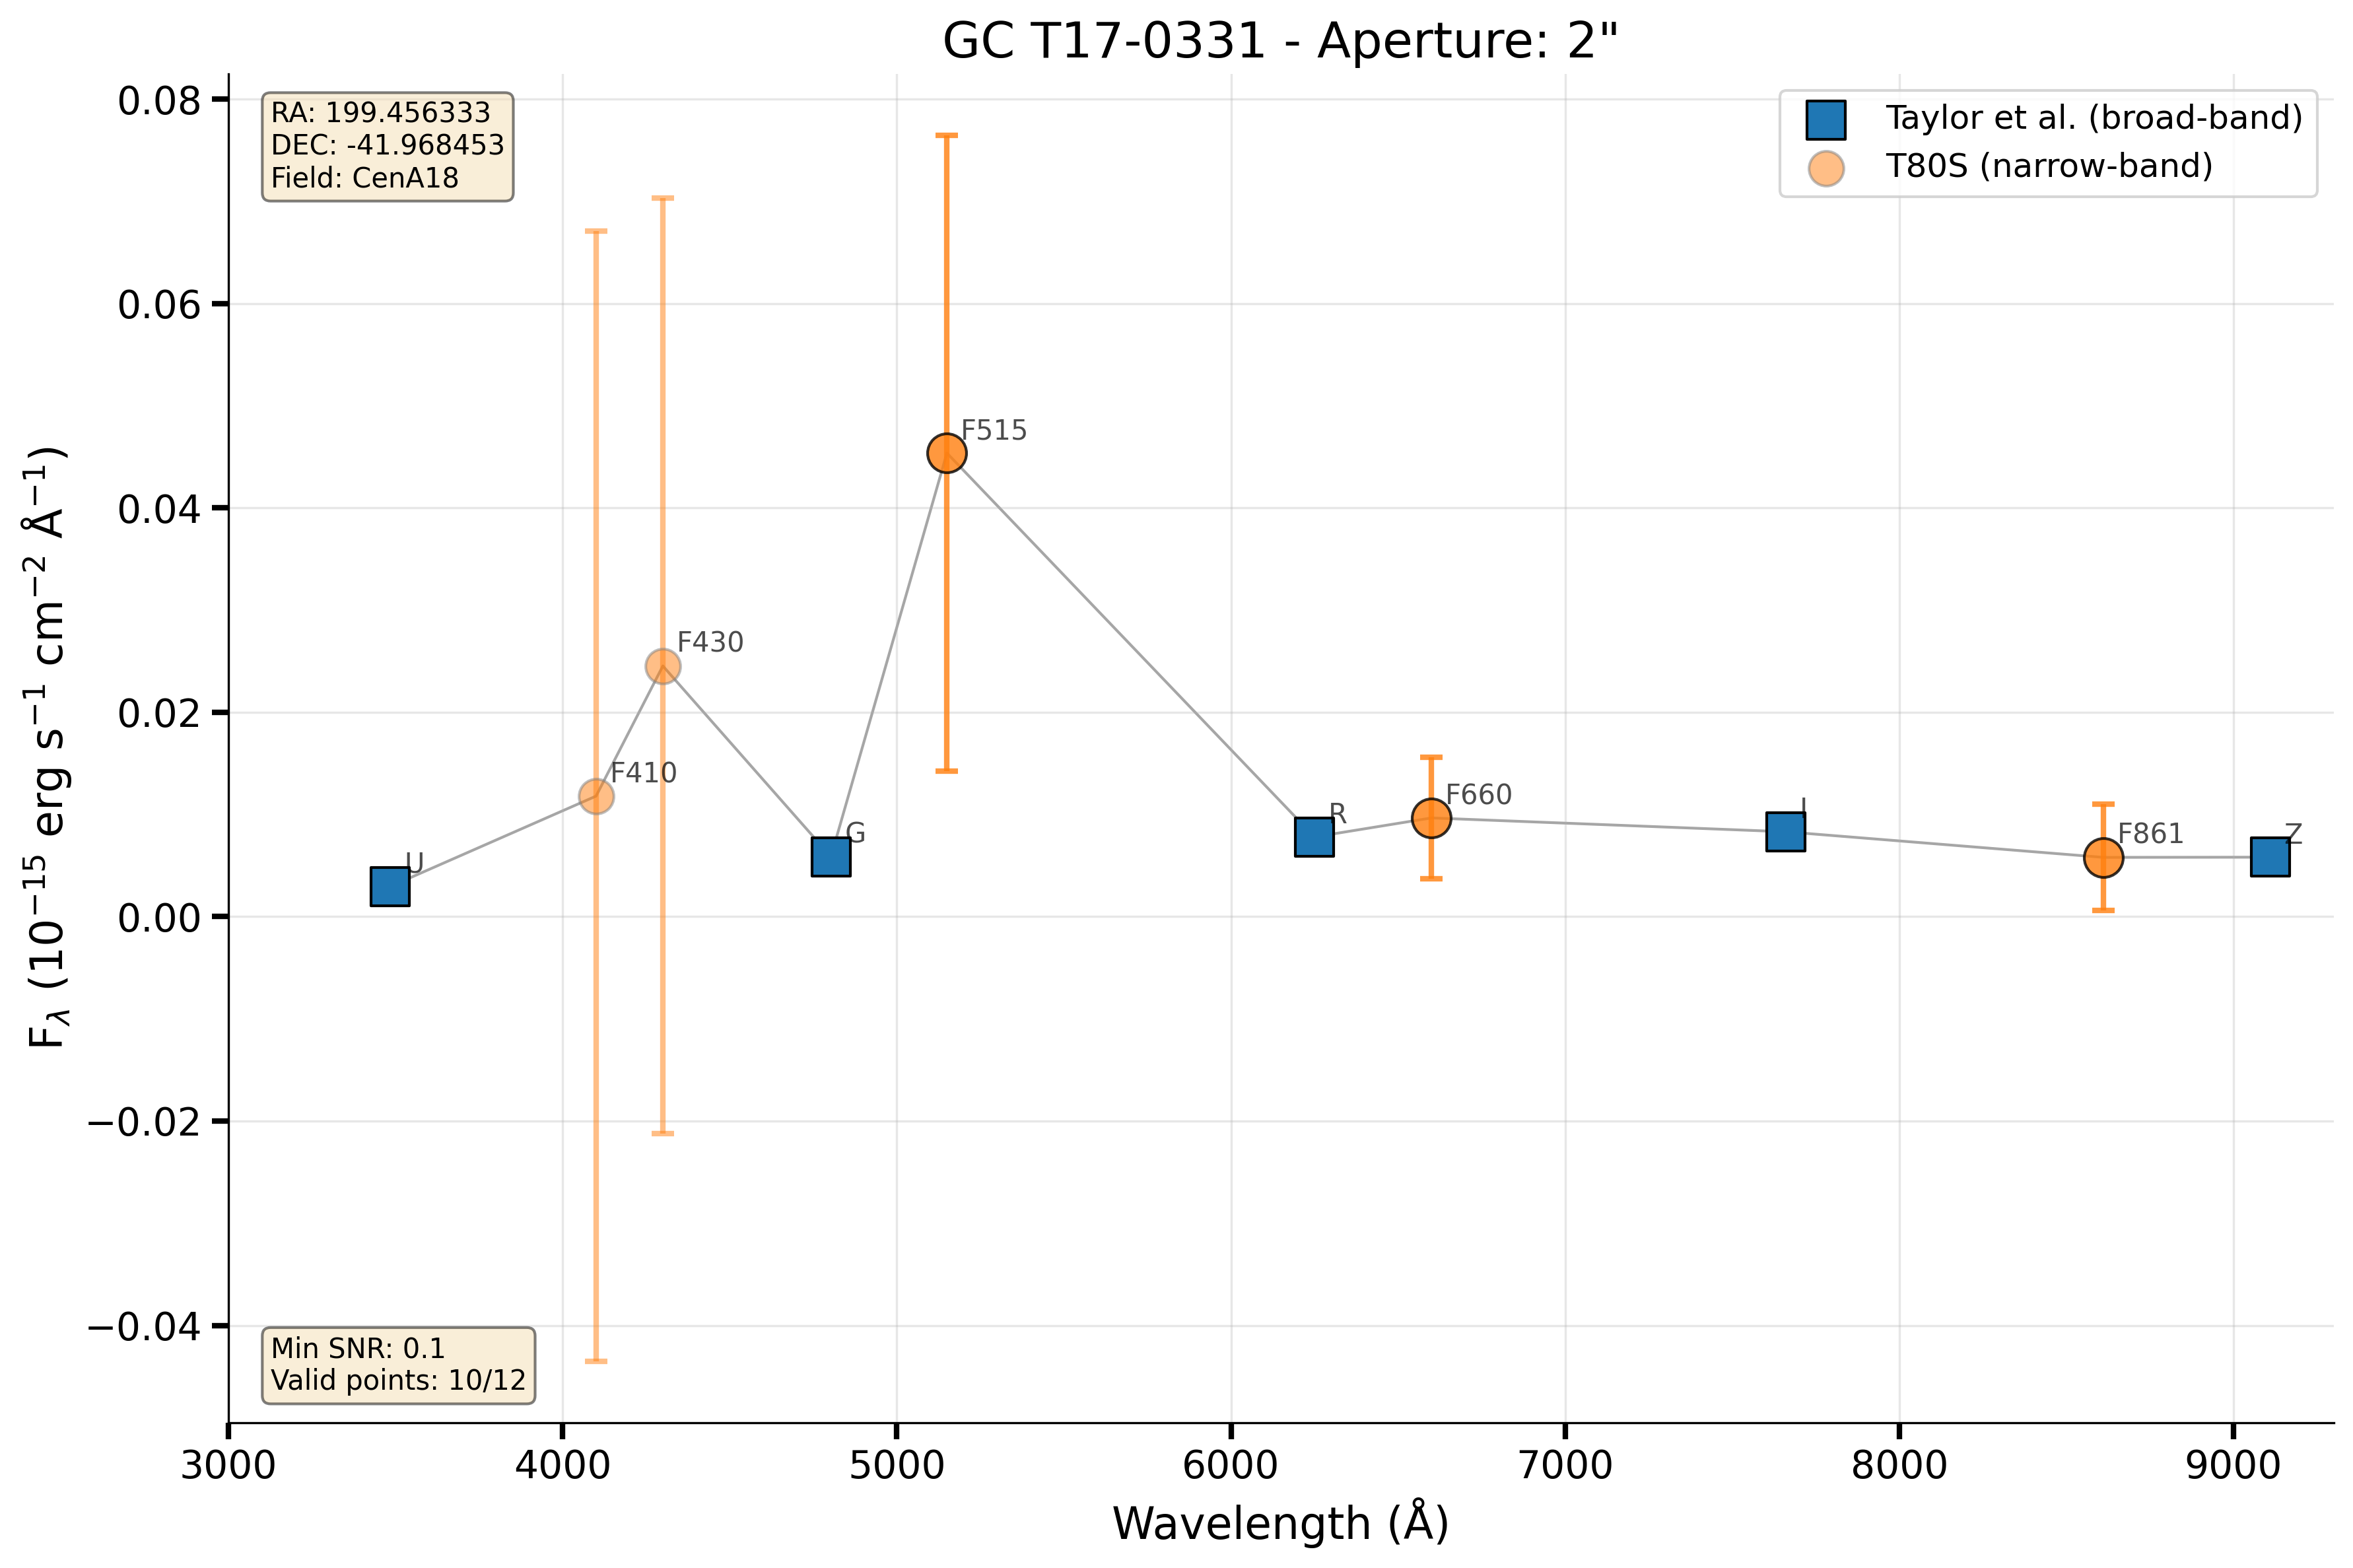 GC T17-0331 - Aperture: 2"
RA: 199.456333
DEC: -41.968453
Field: CenA18
Taylor et al. (broad-band)
T80S (narrow-band)
0.08
0.06
0.04
0.02
0.00
−0.02
−0.04
F515
F430
F410
U
G
R
F660
I
F861
Z
Min SNR: 0.1
Valid points: 10/12
3000 4000 5000 6000 7000 8000 9000
Wavelength (Å)
Fλ (10⁻¹⁵ erg s⁻¹ cm⁻² Å⁻¹)